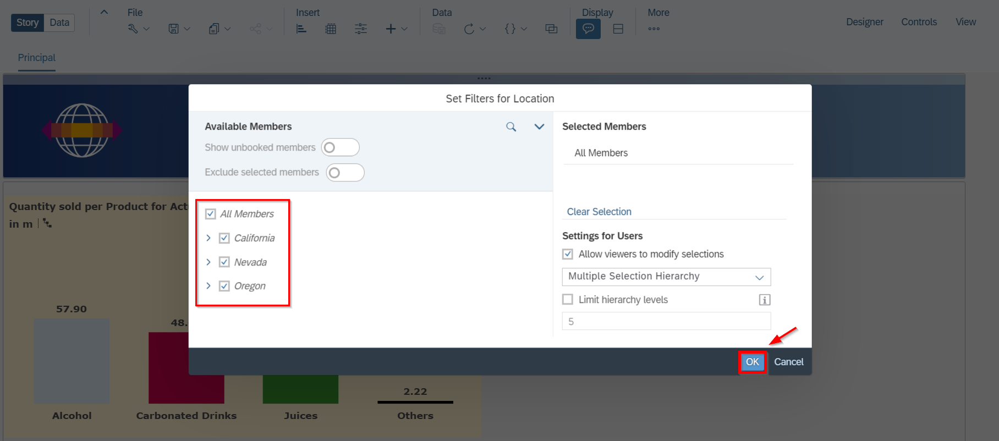 Story
Data
File
Insert
Data
Display
More
Designer
Controls
View
Principal
Set Filters for Location
Available Members
Show unbooked members
Exclude selected members
All Members
California
Nevada
Oregon
Selected Members
All Members
Clear Selection
Settings for Users
Allow viewers to modify selections
Multiple Selection Hierarchy
Limit hierarchy levels
5
OK
Cancel
Quantity sold per Product for Act
in m
57.90
48.
2.22
Alcohol
Carbonated Drinks
Juices
Others